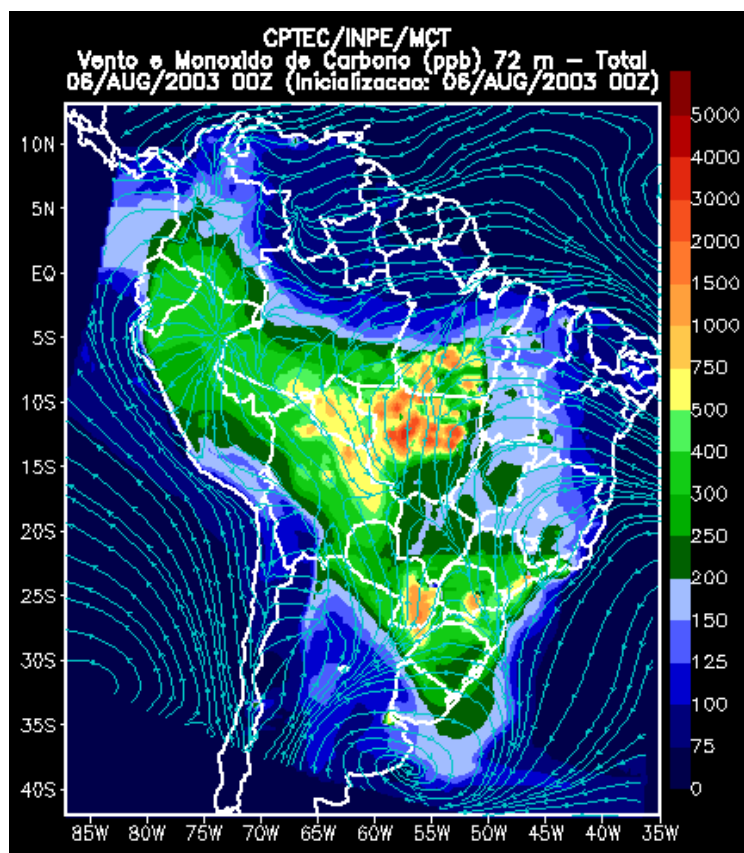 CPTEC/INPE/MCT
Vento e Monoxido de Carbono (ppb) 72 m – Total
06/AUG/2003 00Z (Inicializacao: 06/AUG/2003 00Z)
10N
5N
EQ
5S
10S
15S
20S
25S
30S
35S
40S
85W 80W 75W 70W 65W 60W 55W 50W 45W 40W 35W
5000
4000
3000
2000
1500
1000
750
500
400
300
250
200
150
125
100
75
0